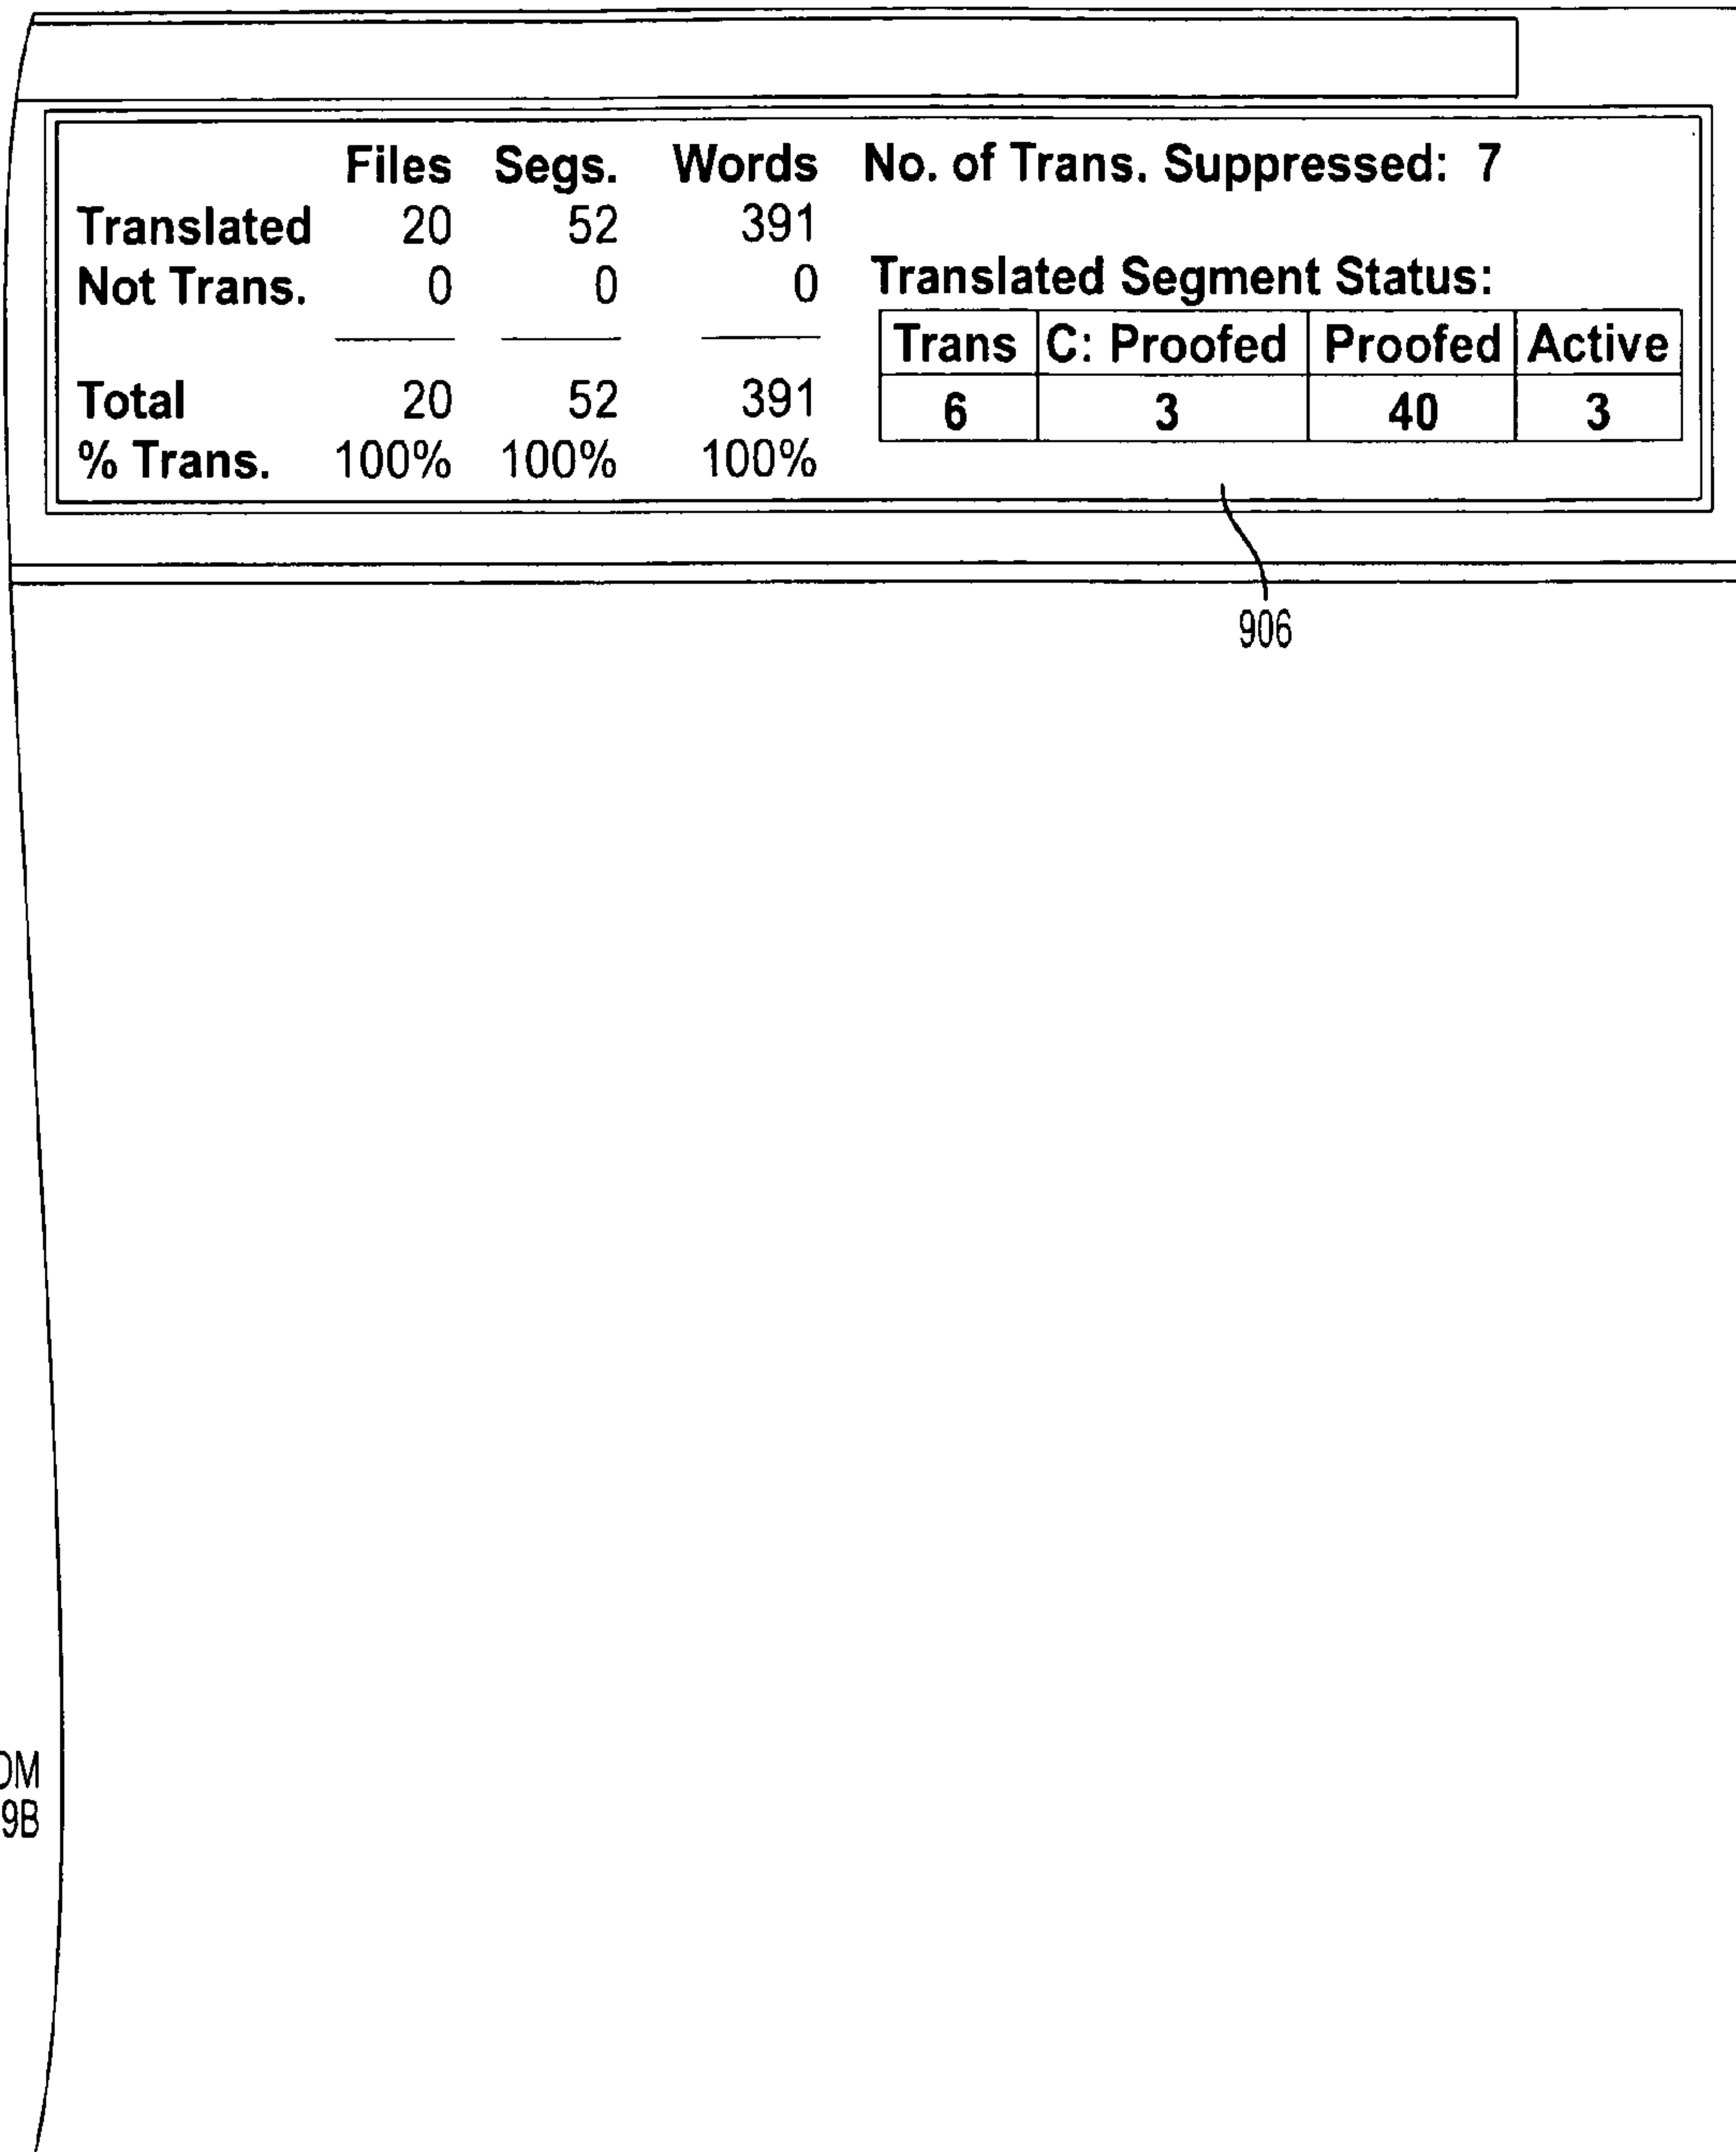 Files Segs. Words
Translated 20 52 391
Not Trans. 0 0 0
Total 20 52 391
% Trans. 100% 100% 100%
No. of Trans. Suppressed: 7
Translated Segment Status:
Trans C: Proofed Proofed Active
6 3 40 3
906
OM
9B